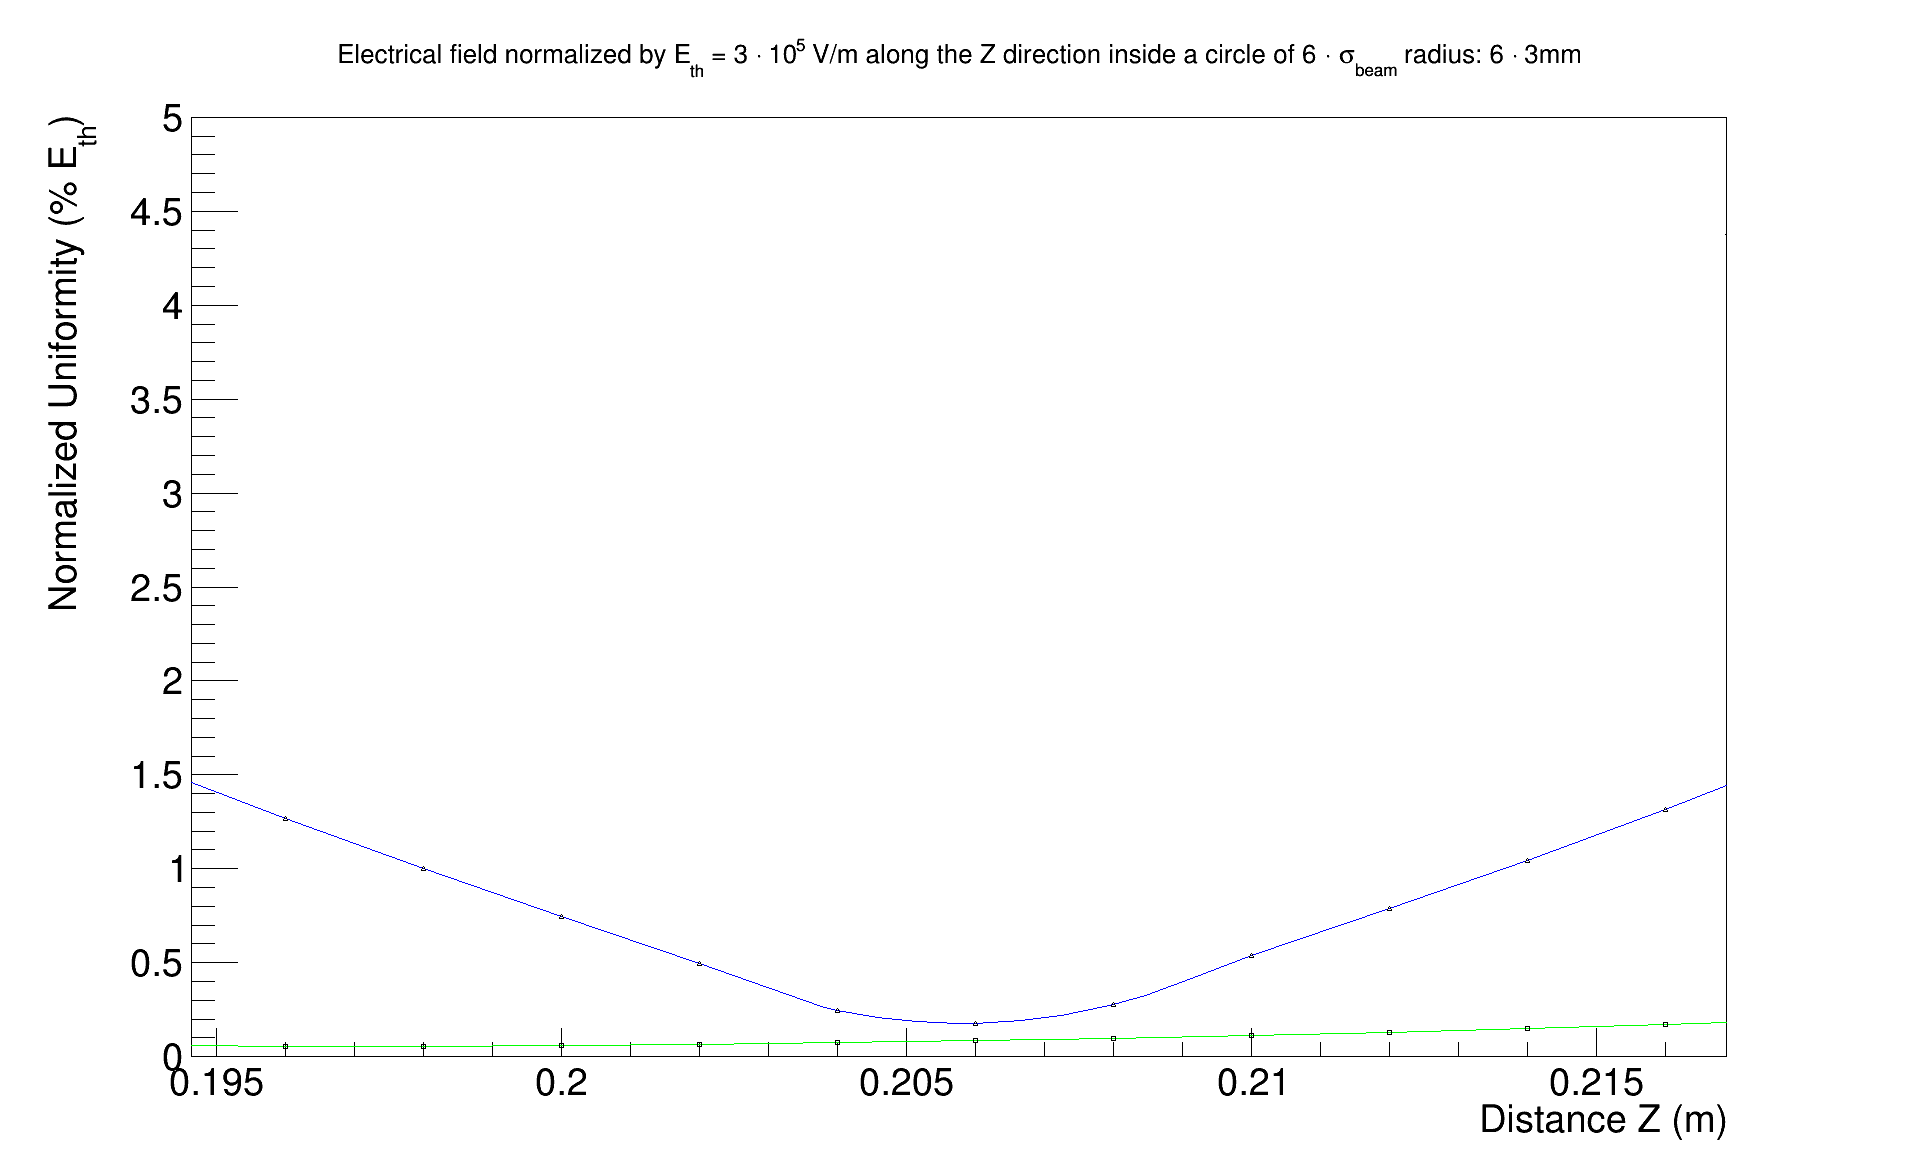 Electrical field normalized by E_th = 3 · 10^5 V/m along the Z direction inside a circle of 6 · σ_beam radius: 6 · 3mm
Normalized Uniformity (% E_th)
5
4.5
4
3.5
3
2.5
2
1.5
1
0.5
0
0.195 0.2 0.205 0.21 0.215
Distance Z (m)